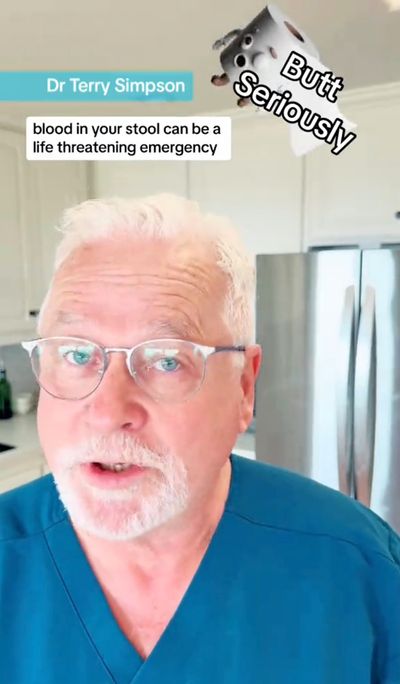 Dr Terry Simpson
Butt
Seriously
blood in your stool can be a
life threatening emergency